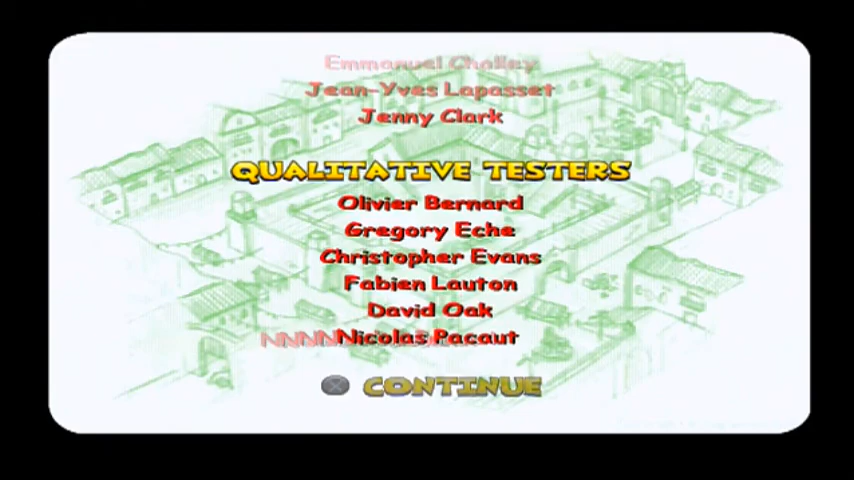 Emmanuel Challey
Jean-Yves Lapasset
Jenny Clark
QUALITATIVE TESTERS
Olivier Bernard
Gregory Eche
Christopher Evans
Fabien Lauton
David Oak
Nicolas Pacaut
CONTINUE